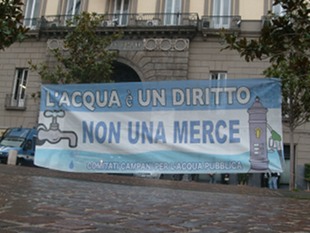 L'ACQUA è UN DIRITTO
NON UNA MERCE
COMITATI CAMPANI PER L'ACQUA PUBBLICA